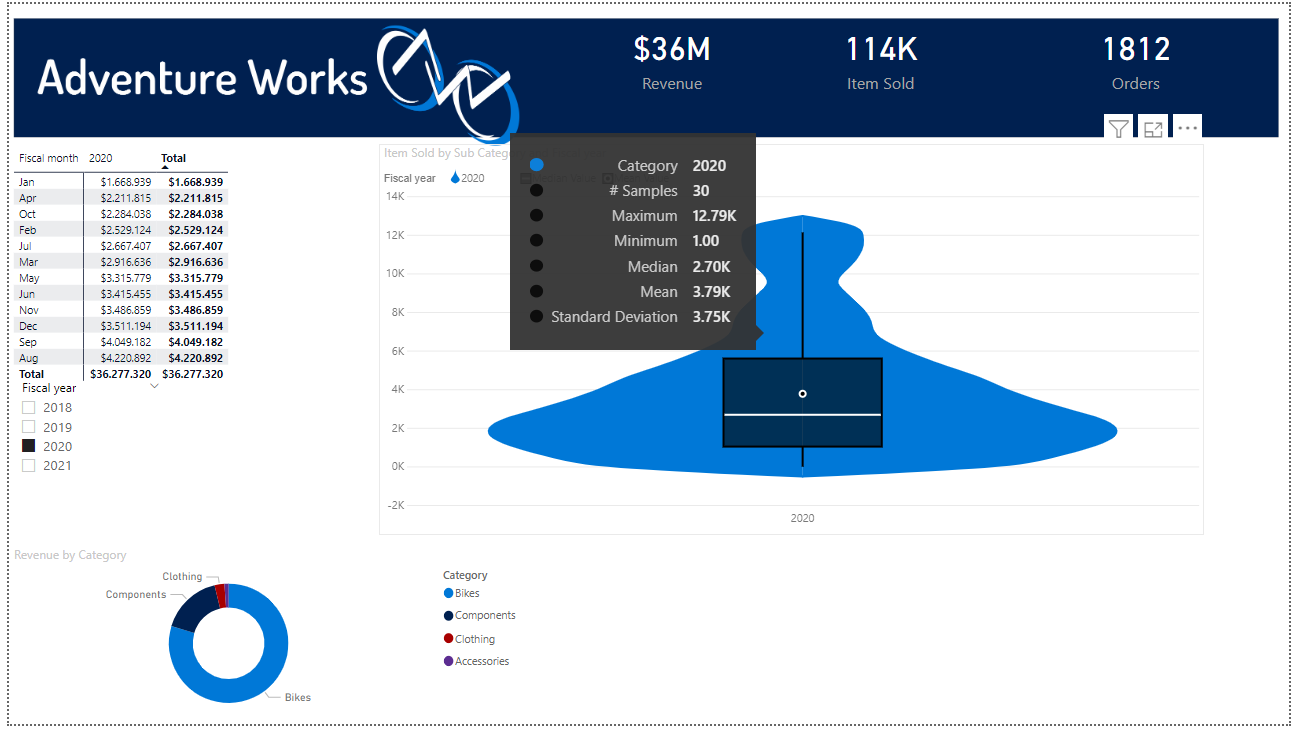 Adventure Works
$36M
Revenue
114K
Item Sold
1812
Orders
Fiscal month 2020 Total
Jan $1.668.939 $1.668.939
Apr $2.211.815 $2.211.815
Oct $2.284.038 $2.284.038
Feb $2.529.124 $2.529.124
Jul $2.667.407 $2.667.407
Mar $2.916.636 $2.916.636
May $3.315.779 $3.315.779
Jun $3.415.455 $3.415.455
Nov $3.486.859 $3.486.859
Dec $3.511.194 $3.511.194
Sep $4.049.182 $4.049.182
Aug $4.220.892 $4.220.892
Total $36.277.320 $36.277.320
Fiscal year
2018
2019
2020
2021
Item Sold by Sub Categ
Fiscal year 2020
Category 2020
# Samples 30
Maximum 12.79K
Minimum 1.00
Median 2.70K
Mean 3.79K
Standard Deviation 3.75K
14K
12K
10K
8K
6K
4K
2K
0K
-2K
2020
Revenue by Category
Clothing
Components
Bikes
Category
Bikes
Components
Clothing
Accessories